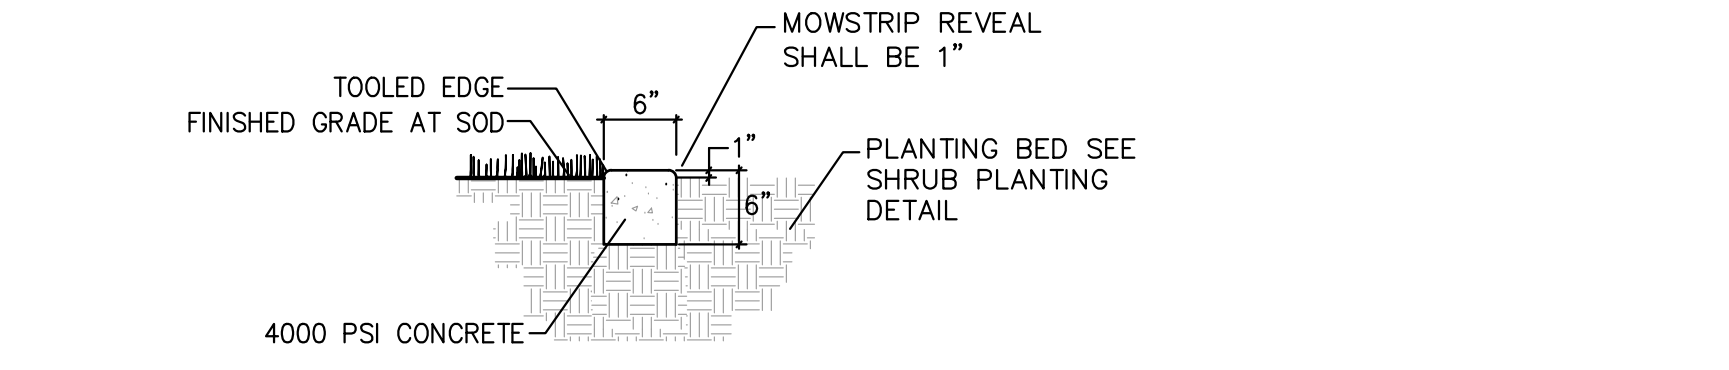 MOWSTRIP REVEAL
SHALL BE 1”
TOOLED EDGE
6”
FINISHED GRADE AT SOD
1”
PLANTING BED SEE
SHRUB PLANTING
DETAIL
6”
4000 PSI CONCRETE